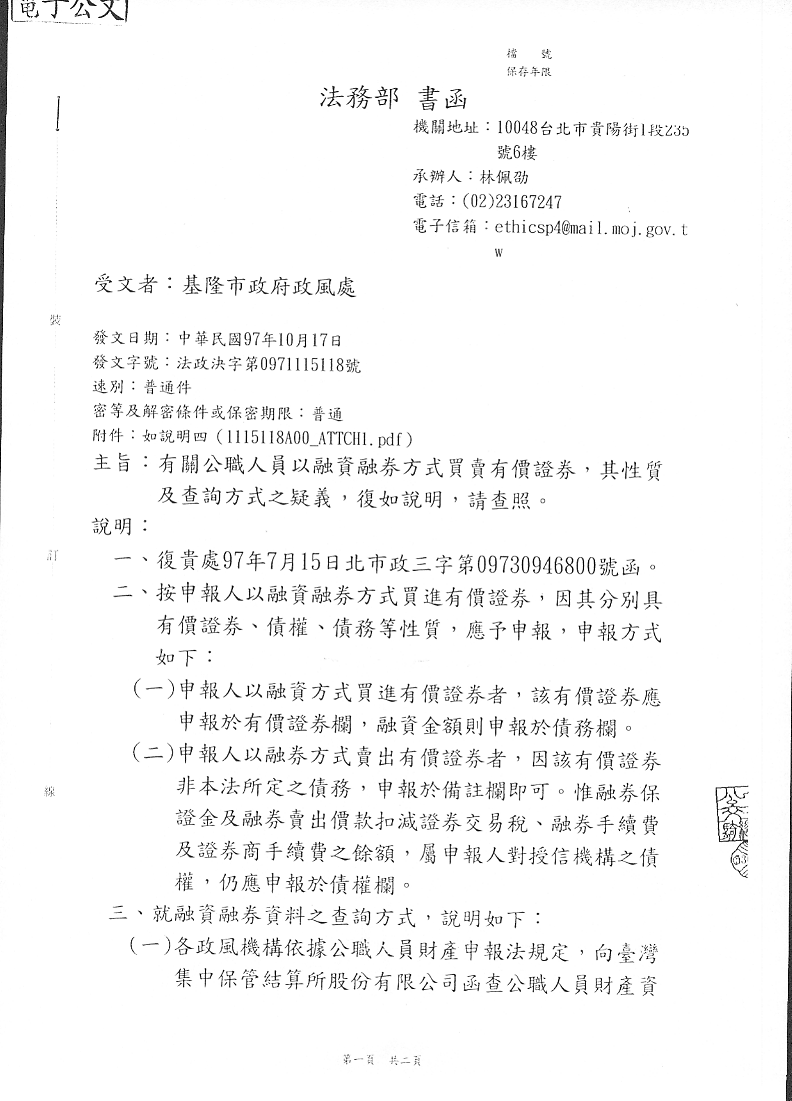 電子公文
檔　　號
保存年限
法務部 書函
機關地址：10048台北市貴陽街1段235
號6樓
承辦人：林佩劭
電話：(02)23167247
電子信箱：ethicsp4@mail.moj.gov.t
w
受文者：基隆市政府政風處
發文日期：中華民國97年10月17日
發文字號：法政決字第0971115118號
速別：普通件
密等及解密條件或保密期限：普通
附件：如說明四（1115118A00_ATTCH1.pdf）
主旨：有關公職人員以融資融券方式買賣有價證券，其性質
及查詢方式之疑義，復如說明，請查照。
說明：
一、復貴處97年7月15日北市政三字第09730946800號函。
二、按申報人以融資融券方式買進有價證券，因其分別具
有價證券、債權、債務等性質，應予申報，申報方式
如下：
(一)申報人以融資方式買進有價證券者，該有價證券應
申報於有價證券欄，融資金額則申報於債務欄。
(二)申報人以融券方式賣出有價證券者，因該有價證券
非本法所定之債務，申報於備註欄即可。惟融券保
證金及融券賣出價款扣減證券交易稅、融券手續費
及證券商手續費之餘額，屬申報人對授信機構之債
權，仍應申報於債權欄。
三、就融資融券資料之查詢方式，說明如下：
(一)各政風機構依據公職人員財產申報法規定，向臺灣
集中保管結算所股份有限公司函查公職人員財產資
裝
訂
線
第一頁　共二頁